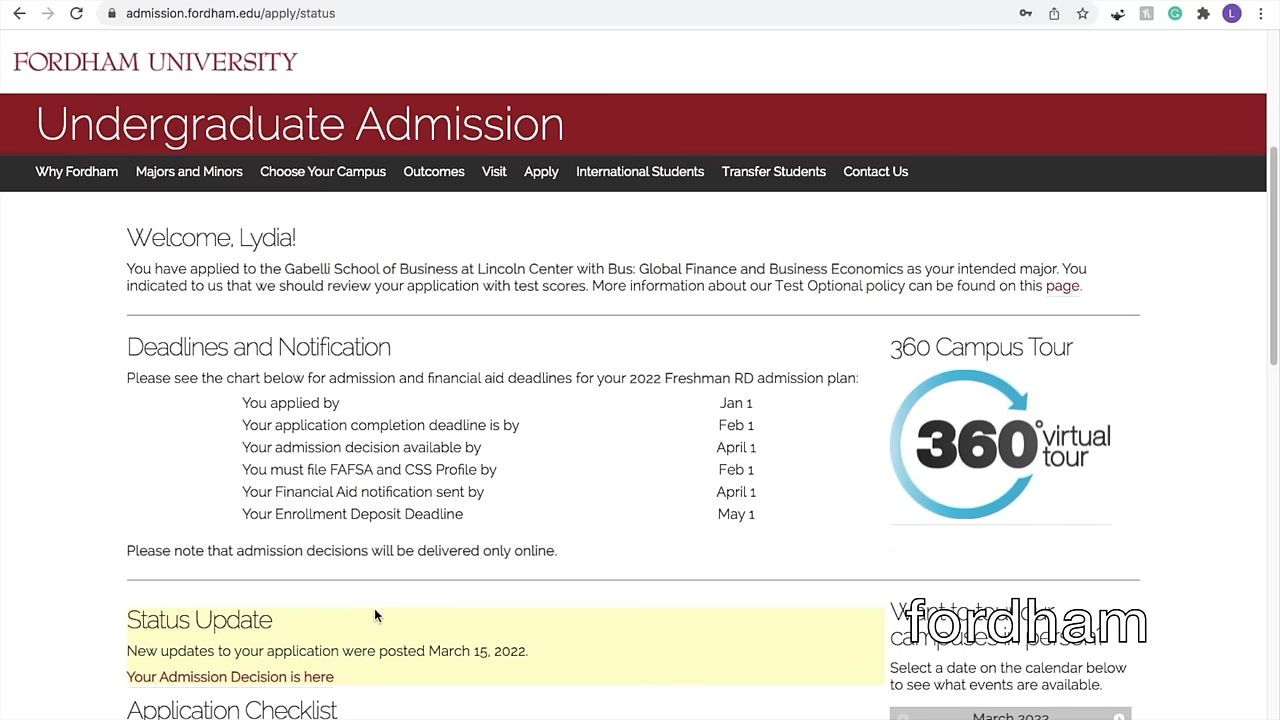 admission.fordham.edu/apply/status
L
FORDHAM UNIVERSITY
Undergraduate Admission
Why Fordham Majors and Minors Choose Your Campus Outcomes Visit Apply International Students Transfer Students Contact Us
Welcome, Lydia!
You have applied to the Gabelli School of Business at Lincoln Center with Bus: Global Finance and Business Economics as your intended major. You
indicated to us that we should review your application with test scores. More information about our Test Optional policy can be found on this page.
Deadlines and Notification
Please see the chart below for admission and financial aid deadlines for your 2022 Freshman RD admission plan:
You applied by Jan 1
Your application completion deadline is by Feb 1
Your admission decision available by April 1
You must file FAFSA and CSS Profile by Feb 1
Your Financial Aid notification sent by April 1
Your Enrollment Deposit Deadline May 1
Please note that admission decisions will be delivered only online.
360 Campus Tour
360° virtual
tour
Status Update
New updates to your application were posted March 15, 2022.
Your Admission Decision is here
Application Checklist
Want to tour our
campuses in person?
fordham
Select a date on the calendar below
to see what events are available.
March 2022